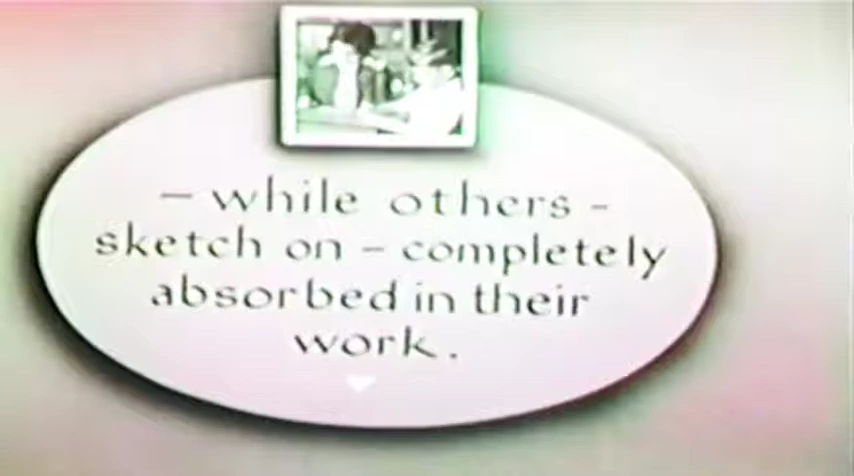 – while others –
sketch on – completely
absorbed in their
work.